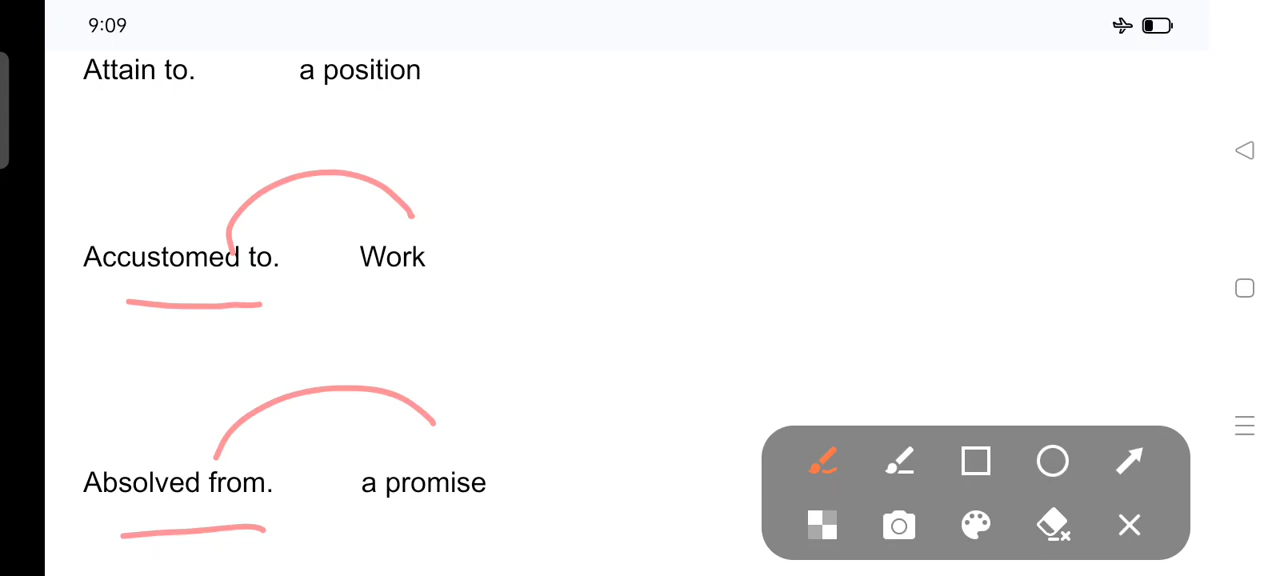 9:09
Attain to. a position
Accustomed to. Work
Absolved from. a promise